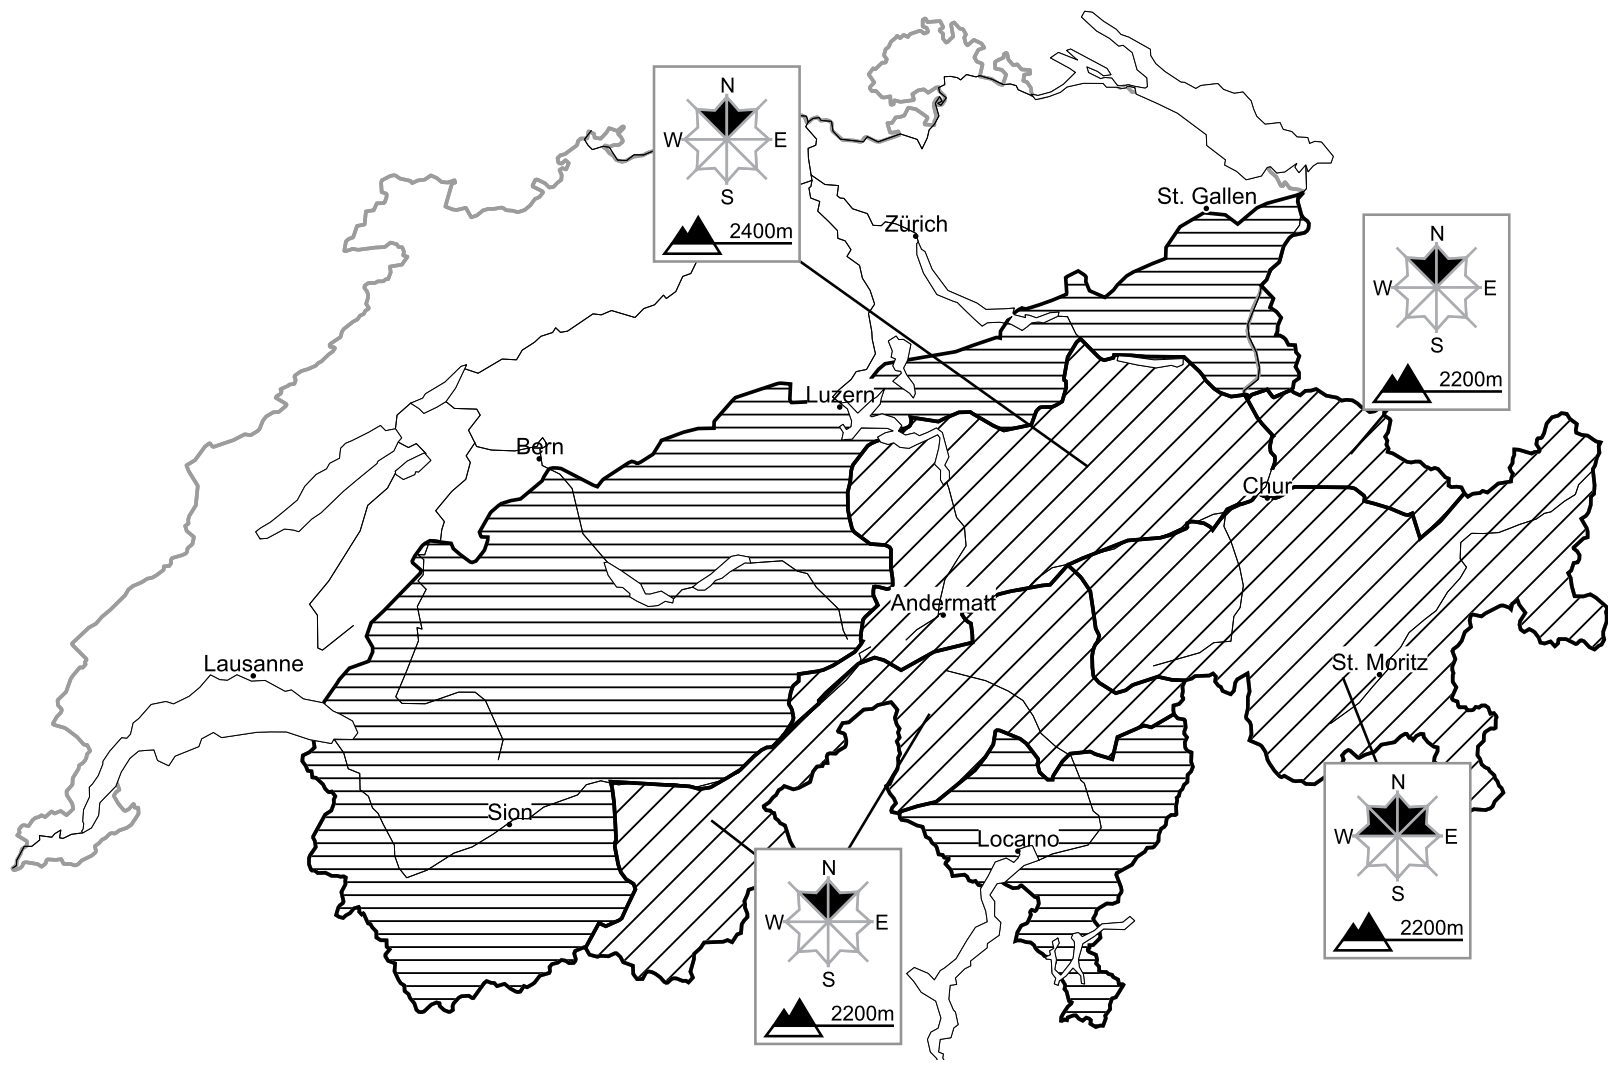 N
W E
S
2400m
St. Gallen
Zürich
N
W E
S
2200m
Luzern
Bern
Chur
Andermatt
Lausanne
St. Moritz
Sion
Locarno
N
W E
S
2200m
N
W E
S
2200m